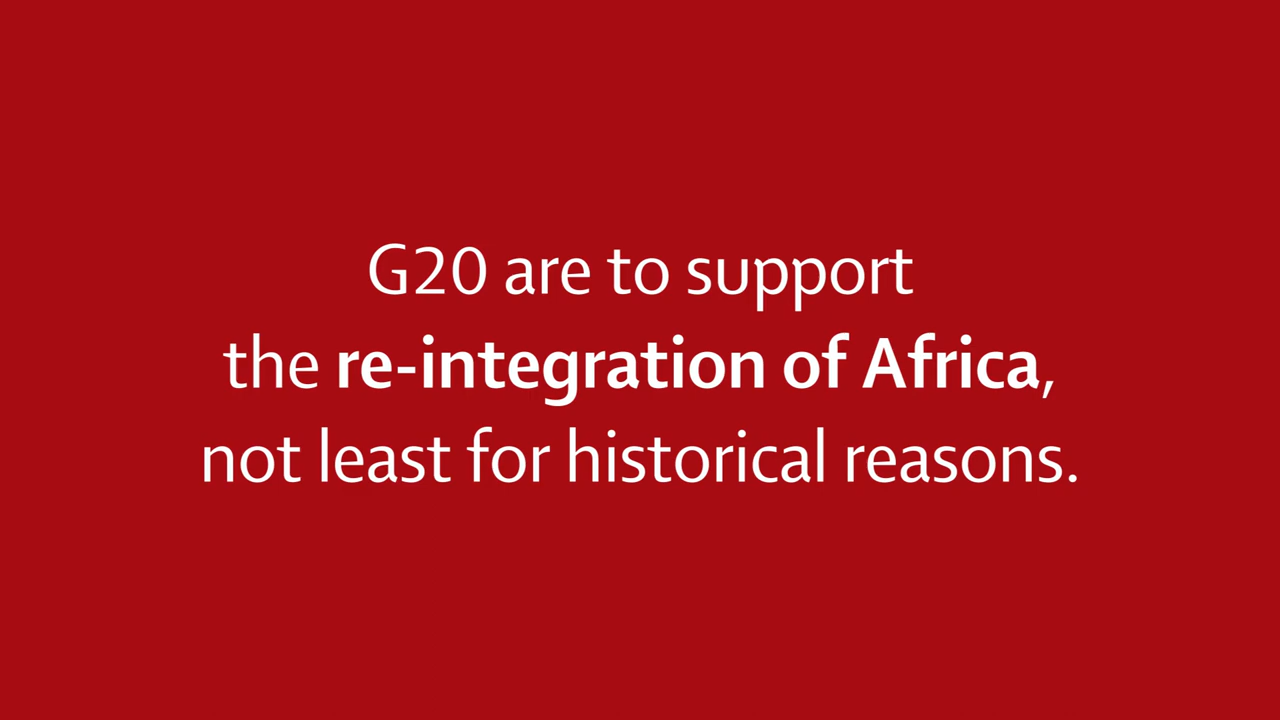 G20 are to support
the re-integration of Africa,
not least for historical reasons.